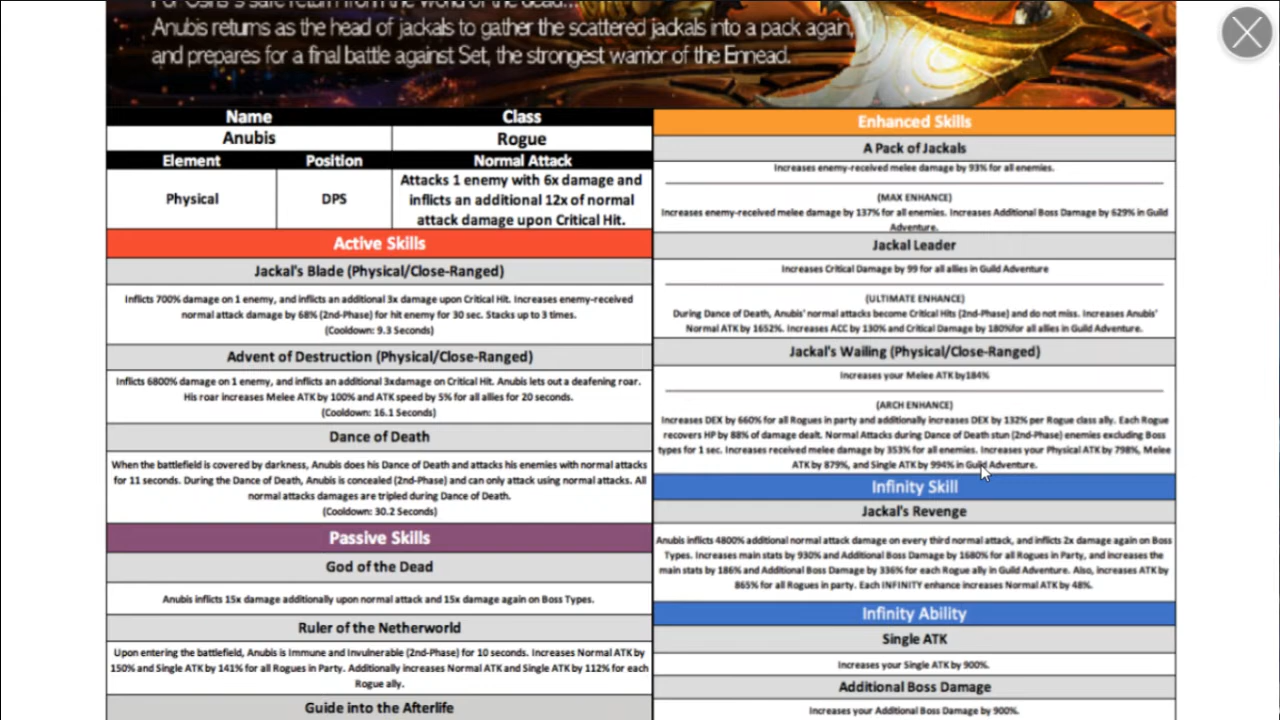 For Osiris's safe return from the world of the dead...
Anubis returns as the head of jackals to gather the scattered jackals into a pack again,
and prepares for a final battle against Set, the strongest warrior of the Ennead.
Name
Class
Anubis
Rogue
Element
Position
Normal Attack
Physical
DPS
Attacks 1 enemy with 6x damage and
inflicts an additional 12x of normal
attack damage upon Critical Hit.
Active Skills
Jackal's Blade (Physical/Close-Ranged)
Inflicts 700% damage on 1 enemy, and inflicts an additional 3x damage upon Critical Hit. Increases enemy-received
normal attack damage by 68% (2nd-Phase) for hit enemy for 30 sec. Stacks up to 3 times.
(Cooldown: 9.3 Seconds)
Advent of Destruction (Physical/Close-Ranged)
Inflicts 6800% damage on 1 enemy, and inflicts an additional 3xdamage on Critical Hit. Anubis lets out a deafening roar.
His roar increases Melee ATK by 100% and ATK speed by 5% for all allies for 20 seconds.
(Cooldown: 16.1 Seconds)
Dance of Death
When the battlefield is covered by darkness, Anubis does his Dance of Death and attacks his enemies with normal attacks
for 11 seconds. During the Dance of Death, Anubis is concealed (2nd-Phase) and can only attack using normal attacks. All
normal attacks damages are tripled during Dance of Death.
(Cooldown: 30.2 Seconds)
Passive Skills
God of the Dead
Anubis inflicts 15x damage additionally upon normal attack and 15x damage again on Boss Types.
Ruler of the Netherworld
Upon entering the battlefield, Anubis is Immune and Invulnerable (2nd-Phase) for 10 seconds. Increases Normal ATK by
150% and Single ATK by 141% for all Rogues in Party. Additionally increases Normal ATK and Single ATK by 112% for each
Rogue ally.
Guide into the Afterlife
Enhanced Skills
A Pack of Jackals
Increases enemy-received melee damage by 93% for all enemies.
(MAX ENHANCE)
Increases enemy-received melee damage by 137% for all enemies. Increases Additional Boss Damage by 629% in Guild
Adventure.
Jackal Leader
Increases Critical Damage by 99 for all allies in Guild Adventure
(ULTIMATE ENHANCE)
During Dance of Death, Anubis' normal attacks become Critical Hits (2nd-Phase) and do not miss. Increases Anubis'
Normal ATK by 1652%. Increases ACC by 130% and Critical Damage by 180%for all allies in Guild Adventure.
Jackal's Wailing (Physical/Close-Ranged)
Increases your Melee ATK by184%
(ARCH ENHANCE)
Increases DEX by 660% for all Rogues in party and additionally increases DEX by 132% per Rogue class ally. Each Rogue
recovers HP by 88% of damage dealt. Normal Attacks during Dance of Death stun (2nd-Phase) enemies excluding Boss
types for 1 sec. Increases received melee damage by 353% for all enemies. Increases your Physical ATK by 798%, Melee
ATK by 879%, and Single ATK by 994% in Guild Adventure.
Infinity Skill
Jackal's Revenge
Anubis inflicts 4800% additional normal attack damage on every third normal attack, and inflicts 2x damage again on Boss
Types. Increases main stats by 930% and Additional Boss Damage by 1680% for all Rogues in Party, and increases the
main stats by 186% and Additional Boss Damage by 336% for each Rogue ally in Guild Adventure. Also, increases ATK by
865% for all Rogues in party. Each INFINITY enhance increases Normal ATK by 48%.
Infinity Ability
Single ATK
Increases your Single ATK by 900%.
Additional Boss Damage
Increases your Additional Boss Damage by 900%.